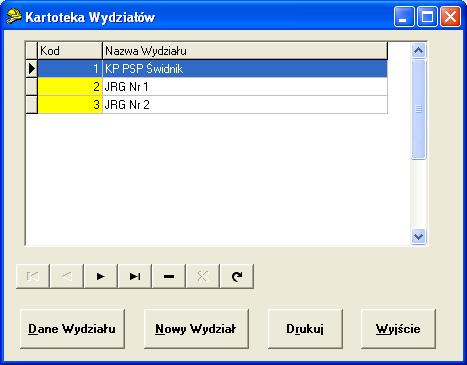 Kartoteka Wydziałów
Kod Nazwa Wydziału
1 KP PSP Świdnik
2 JRG Nr 1
3 JRG Nr 2
Dane Wydziału Nowy Wydział Drukuj Wyjście